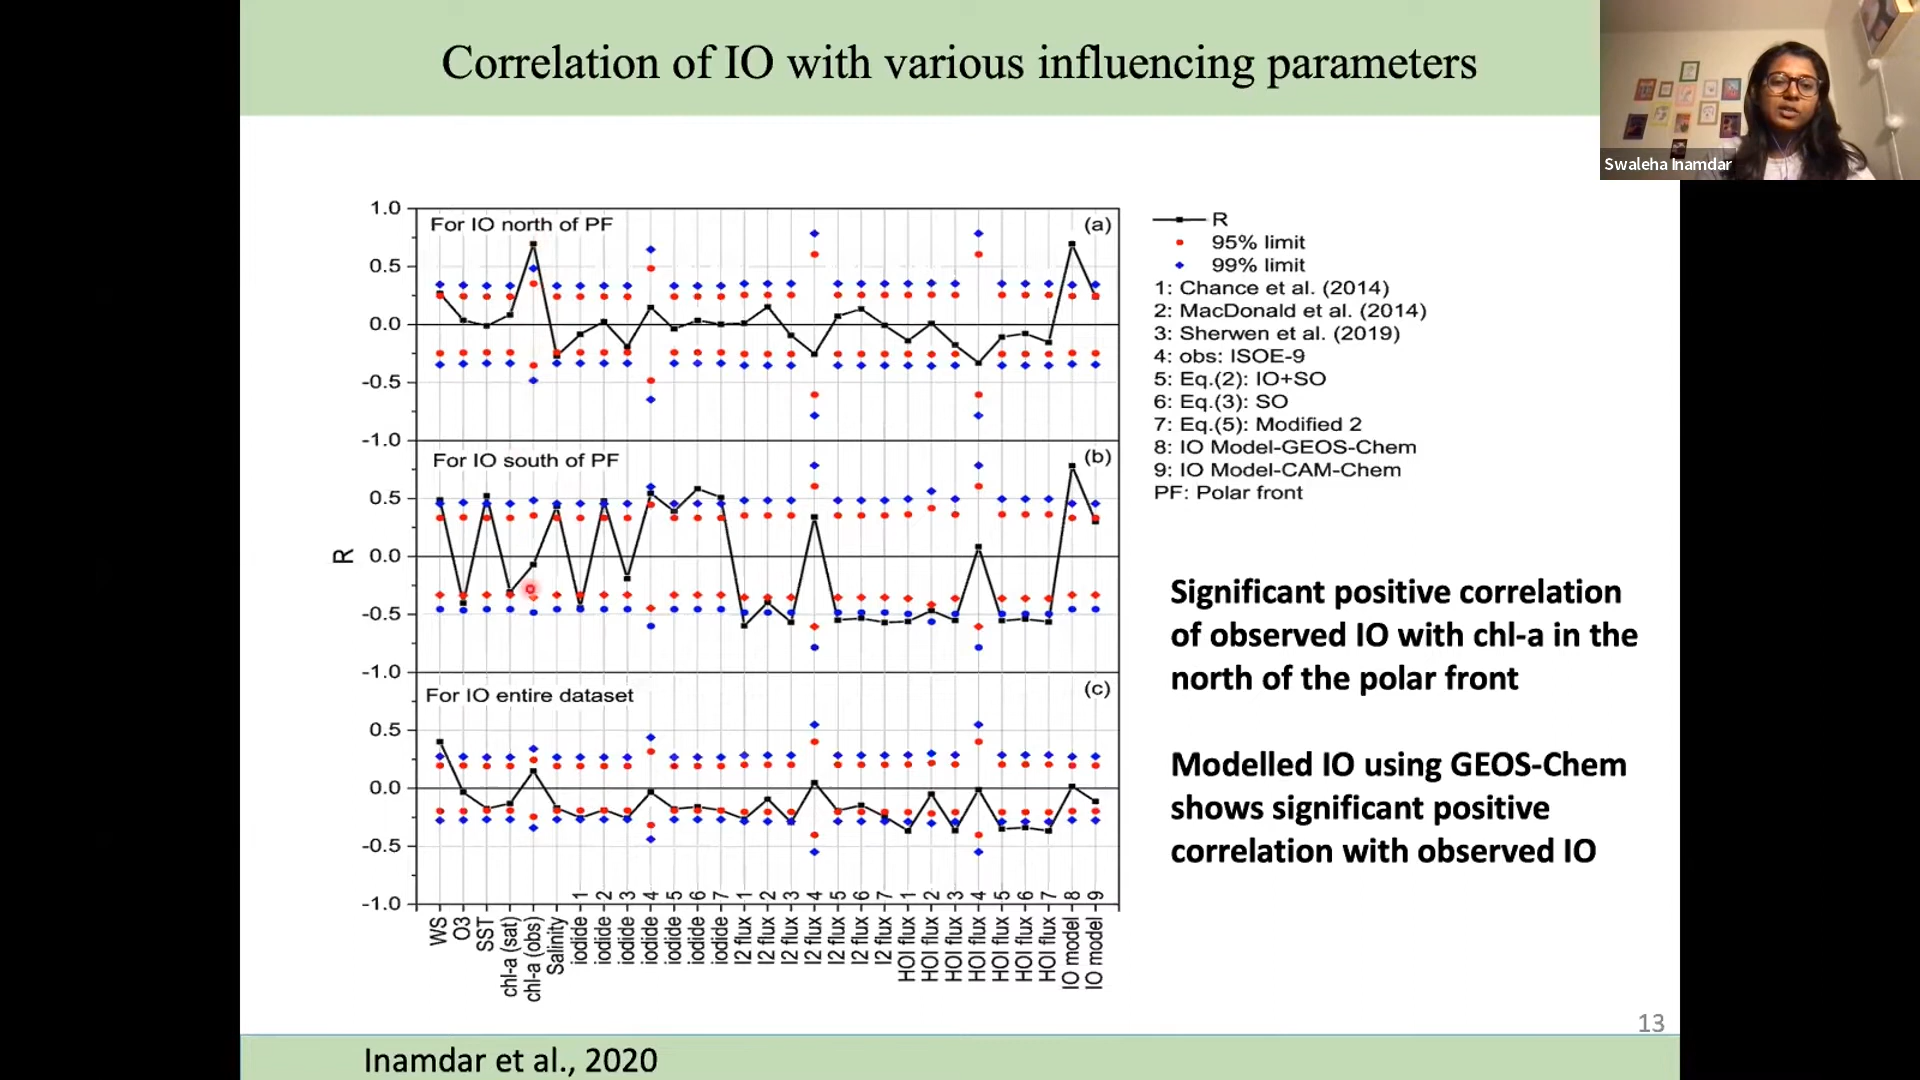 Correlation of IO with various influencing parameters
Swaleha Inamdar
1.0
0.5
0.0
-0.5
-1.0
0.5
0.0
-0.5
-1.0
0.5
0.0
-0.5
-1.0
R
For IO north of PF
(a)
For IO south of PF
(b)
For IO entire dataset
(c)
WS
O3
SST
chl-a (sat)
chl-a (obs)
Salinity
iodide 1
iodide 2
iodide 3
iodide 4
iodide 5
iodide 6
iodide 7
I2 flux 1
I2 flux 2
I2 flux 3
I2 flux 4
I2 flux 5
I2 flux 6
I2 flux 7
HOI flux 1
HOI flux 2
HOI flux 3
HOI flux 4
HOI flux 5
HOI flux 6
HOI flux 7
IO model 8
IO model 9
R
95% limit
99% limit
1: Chance et al. (2014)
2: MacDonald et al. (2014)
3: Sherwen et al. (2019)
4: obs: ISOE-9
5: Eq.(2): IO+SO
6: Eq.(3): SO
7: Eq.(5): Modified 2
8: IO Model-GEOS-Chem
9: IO Model-CAM-Chem
PF: Polar front
Significant positive correlation
of observed IO with chl-a in the
north of the polar front
Modelled IO using GEOS-Chem
shows significant positive
correlation with observed IO
13
Inamdar et al., 2020